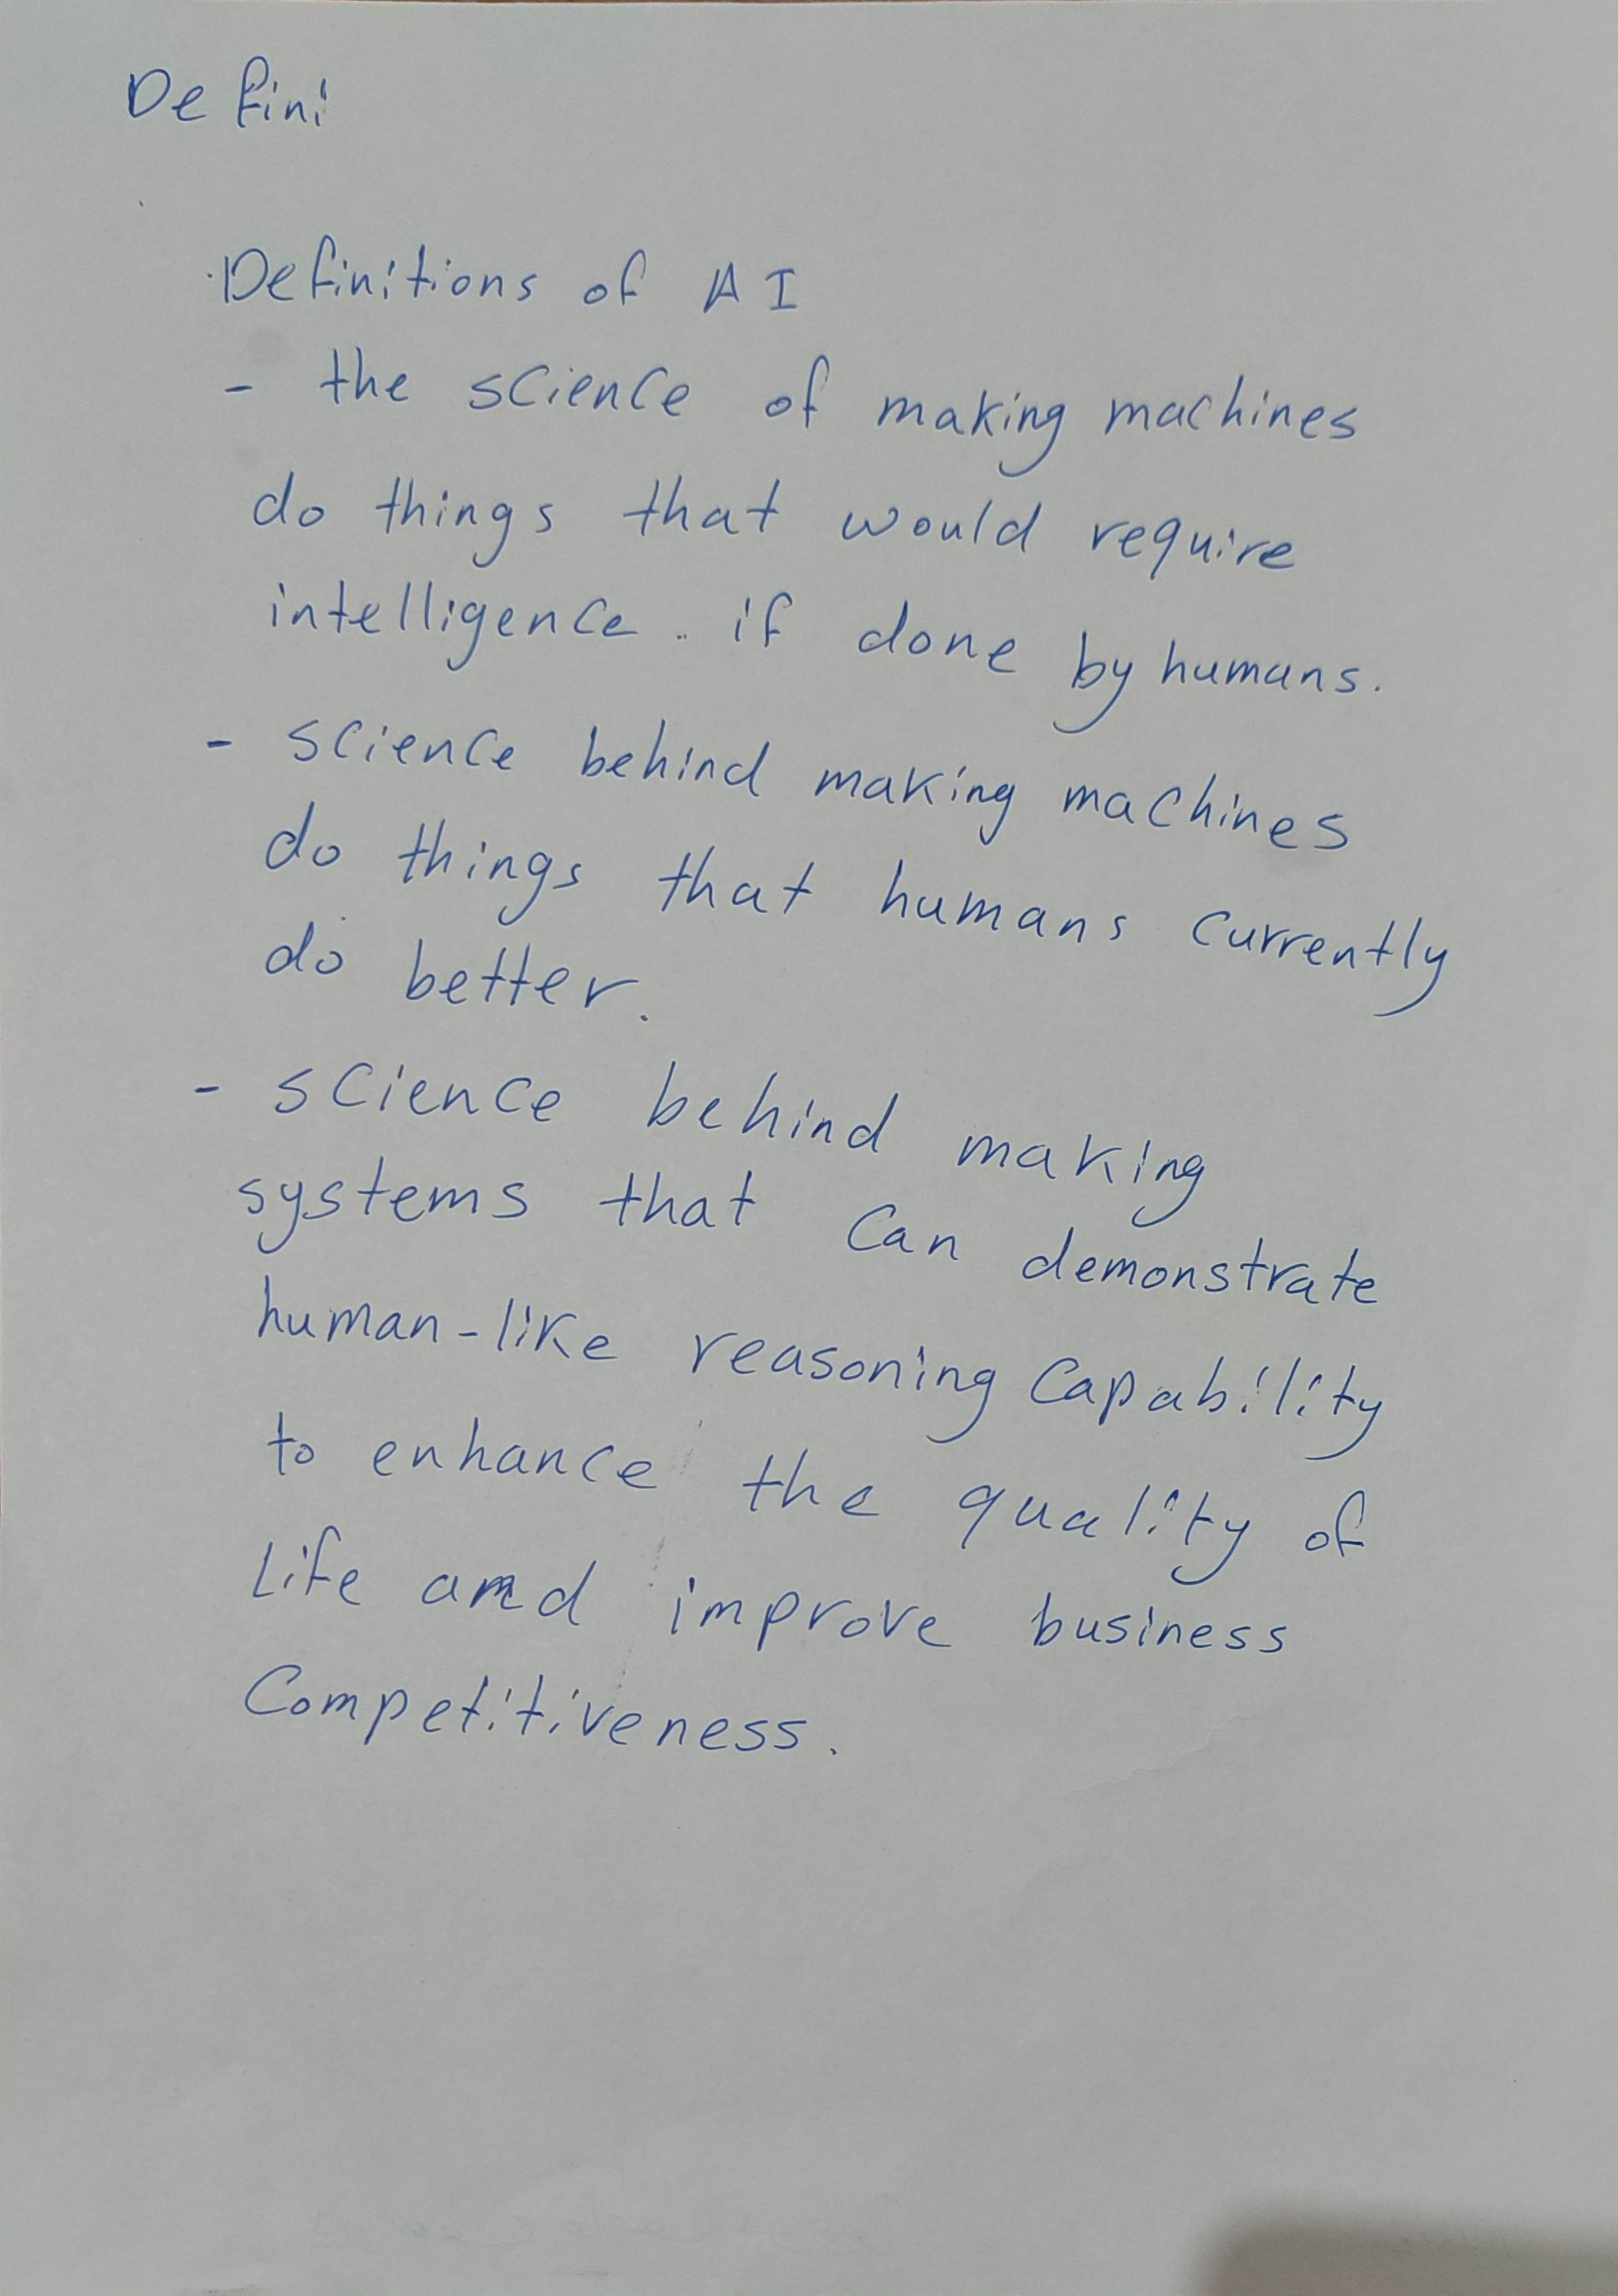 Defini
Definitions of AI
- the science of making machines
do things that would require
intelligence. if done by humans.
- science behind making machines
do things that humans currently
do better.
- science behind making
systems that can demonstrate
human-like reasoning capability
to enhance the quality of
life and improve business
competitiveness.